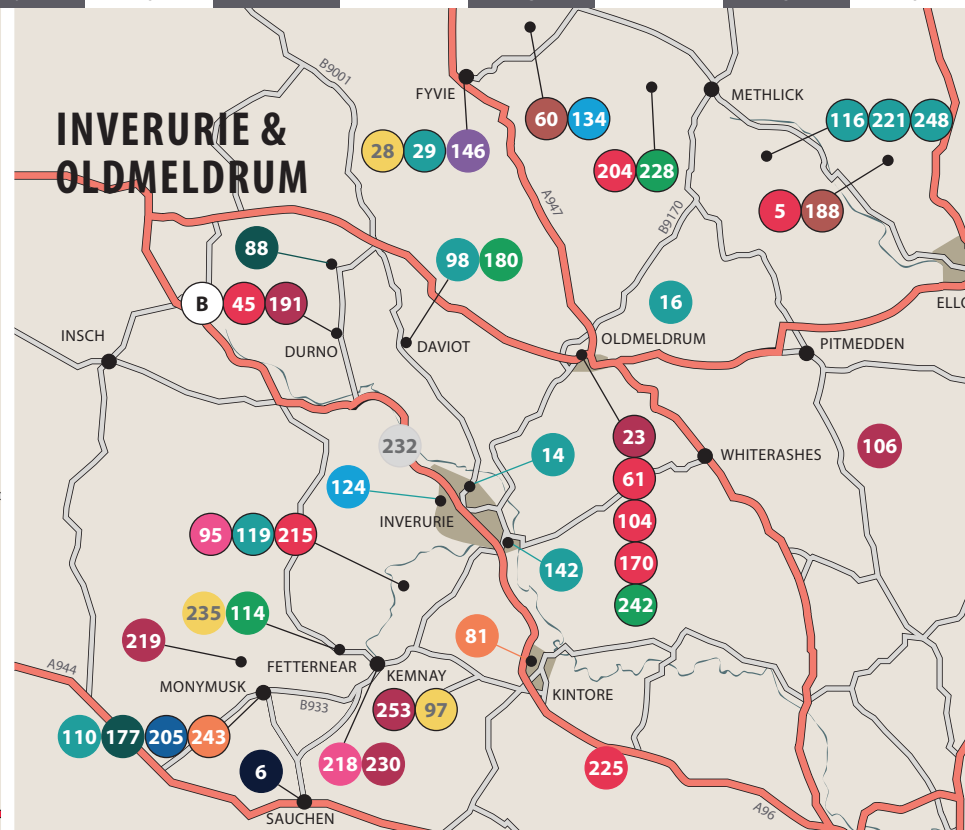 B9001
FYVIE
METHLICK
60 134
INVERURIE &
OLDMELDRUM
28 29 146
116 221 248
204 228
5 188
A947
B9170
88
98 180
B 45 191
16
ELLO
INSCH
DURNO
DAVIOT
OLDMELDRUM
PITMEDDEN
23
61
104
170
242
232
14
WHITERASHES
106
124
INVERURIE
95 119 215
142
235 114
219
81
FETTERNEAR
KEMNAY
A944
MONYMUSK
B933
253 97
KINTORE
110 177 205 243
6
218 230
225
SAUCHEN
A96